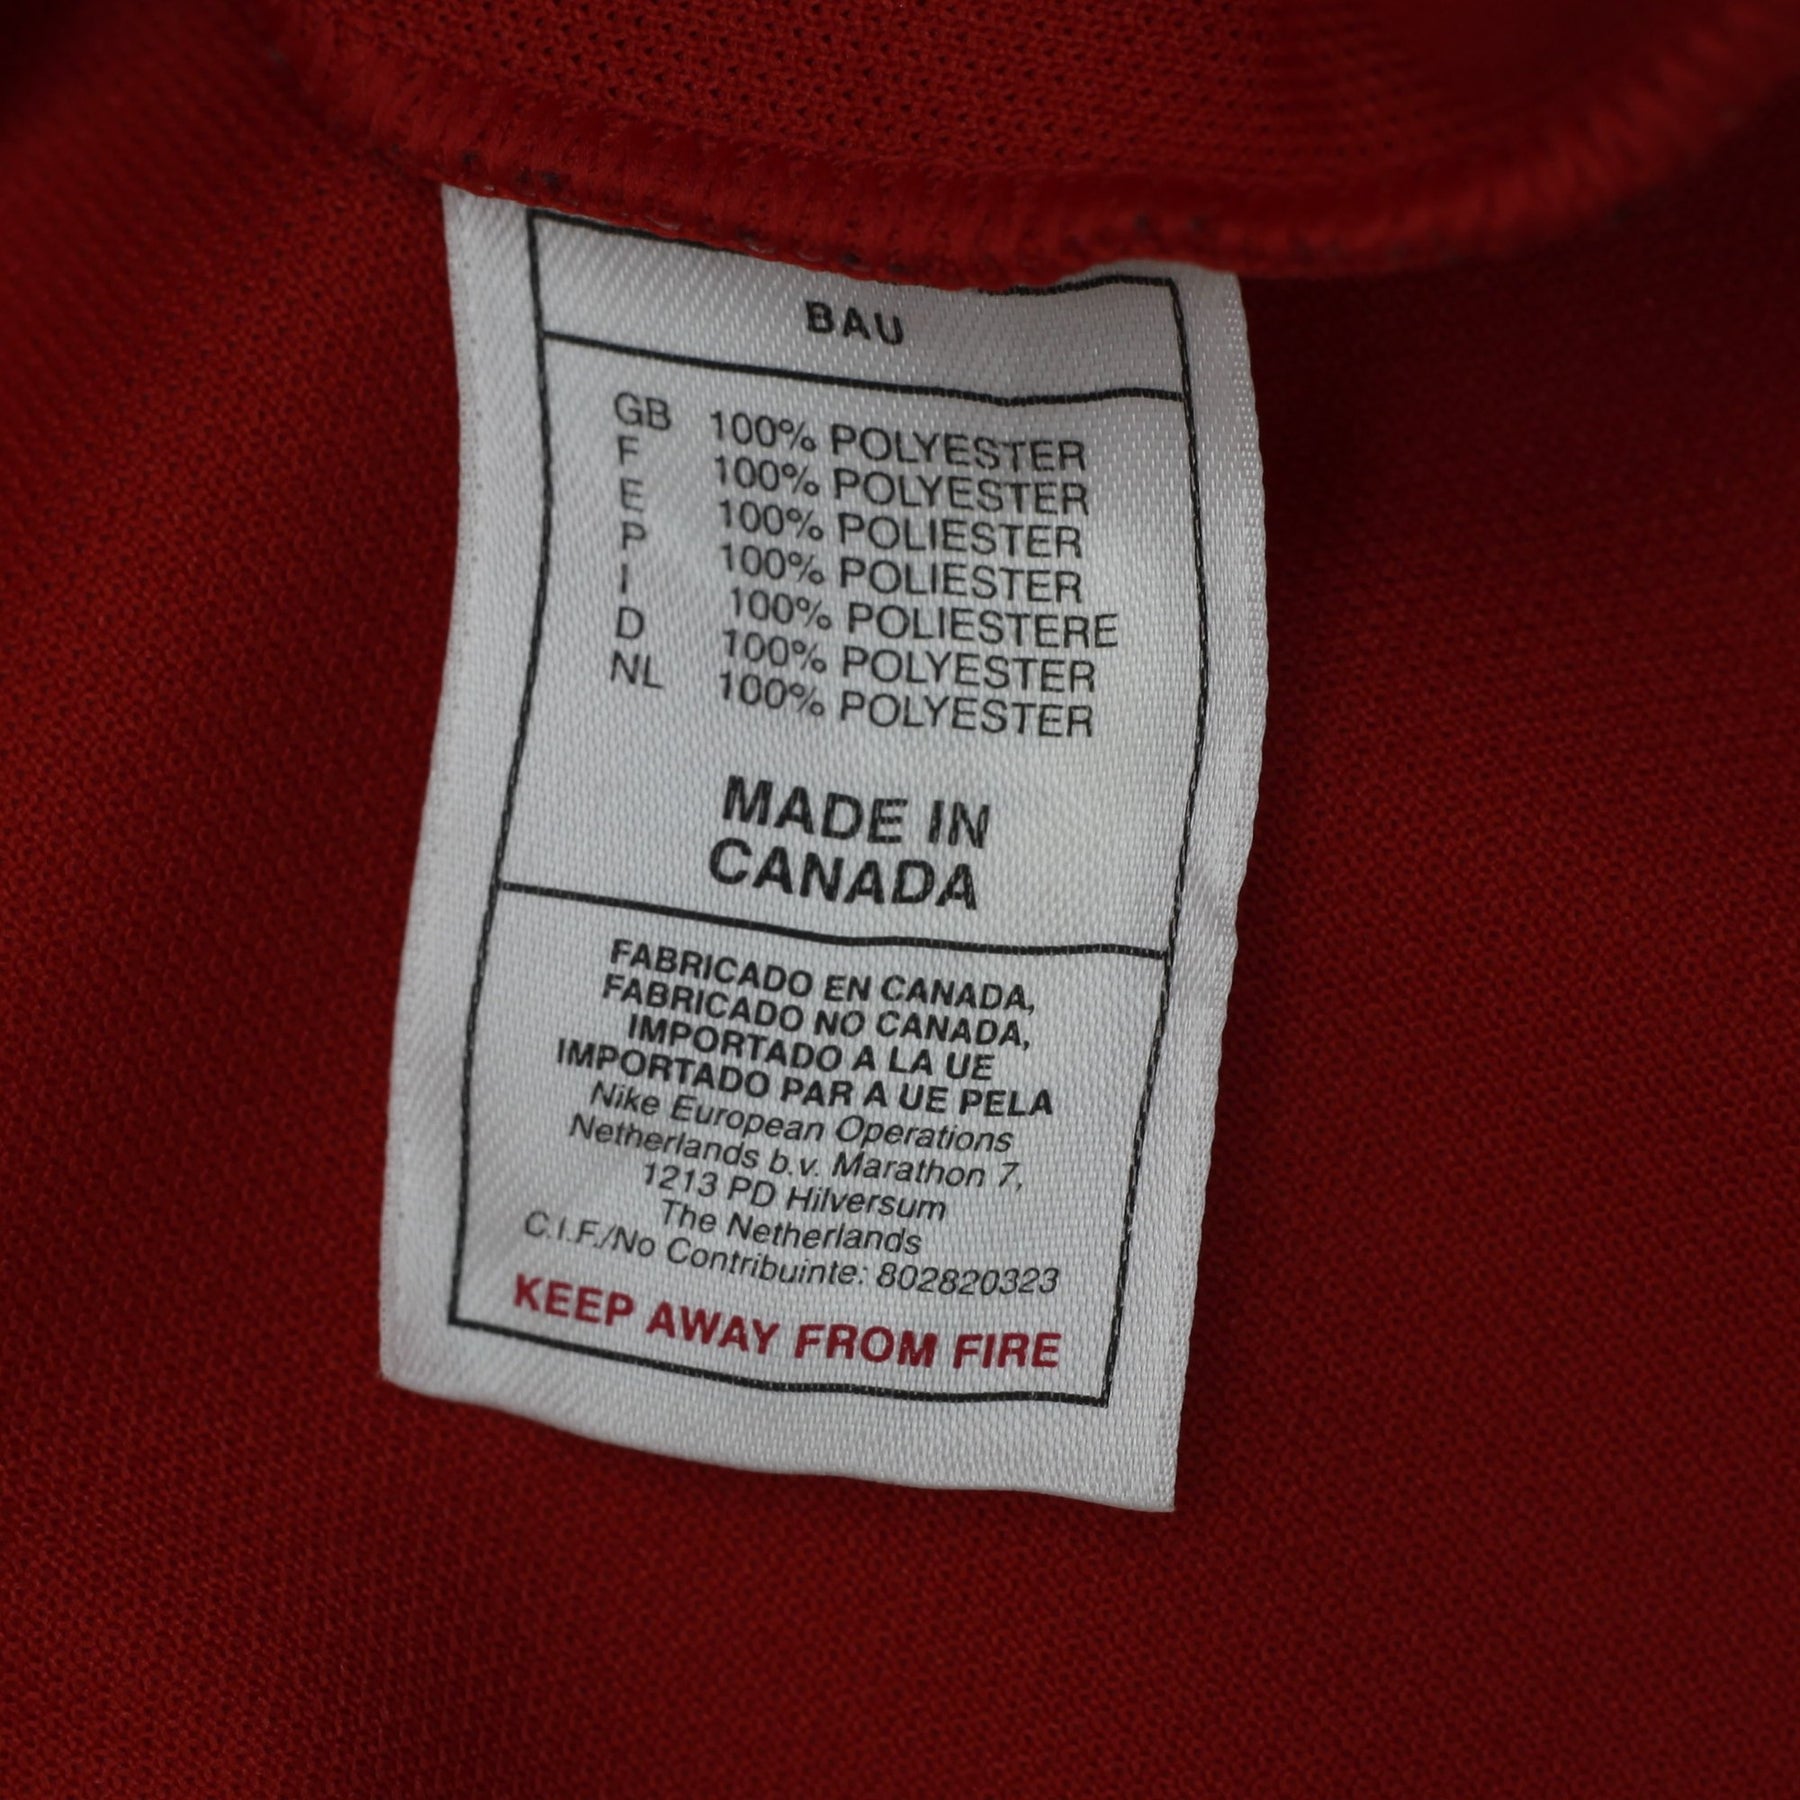 BAU
GB 100% POLYESTER
F 100% POLYESTER
E 100% POLIESTER
P 100% POLIESTER
I 100% POLIESTERE
D 100% POLYESTER
NL 100% POLYESTER
MADE IN
CANADA
FABRICADO EN CANADA,
FABRICADO NO CANADA,
IMPORTADO A LA UE
IMPORTADO PAR A UE PELA
Nike European Operations
Netherlands b.v. Marathon 7,
1213 PD Hilversum
The Netherlands
C.I.F./No Contribuinte: 802820323
KEEP AWAY FROM FIRE